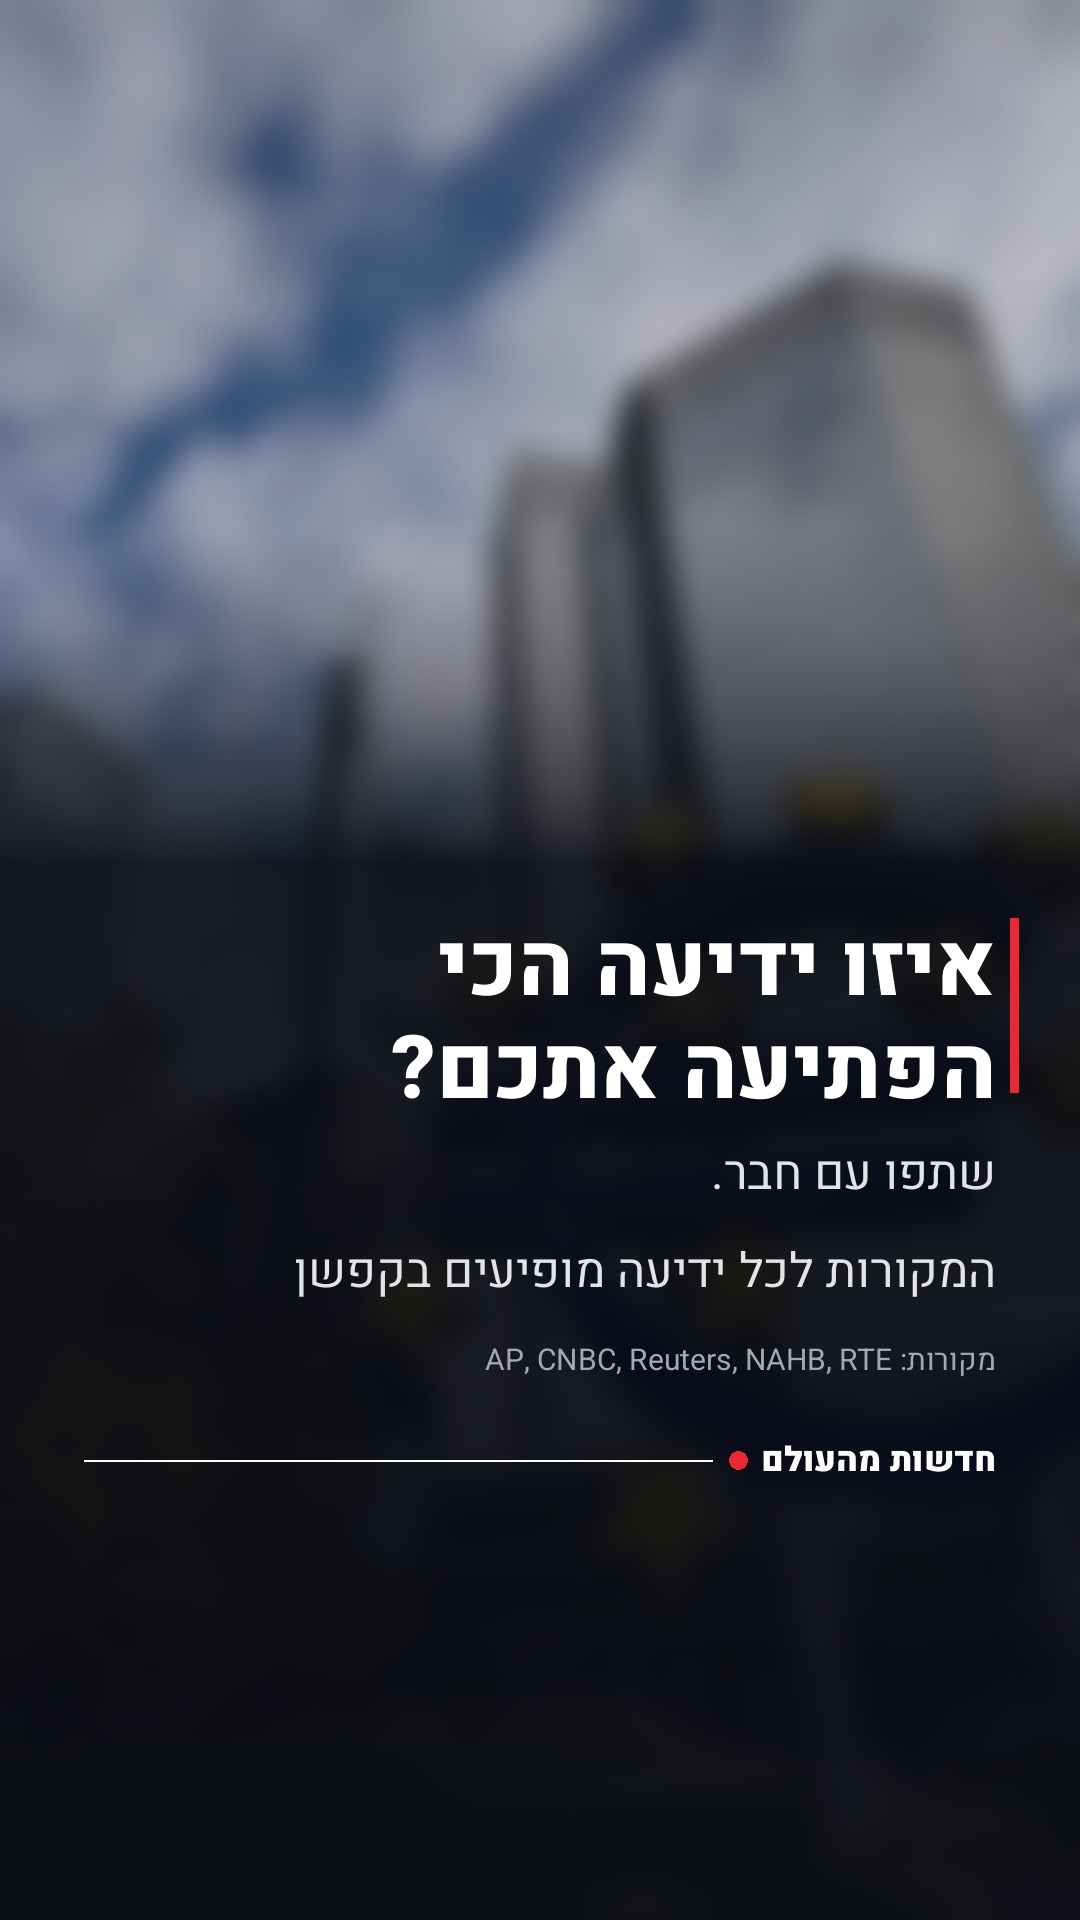 איזו ידיעה הכי
הפתיעה אתכם?
שתפו עם חבר.
המקורות לכל ידיעה מופיעים בקפשן
מקורות: AP, CNBC, Reuters, NAHB, RTE
חדשות מהעולם